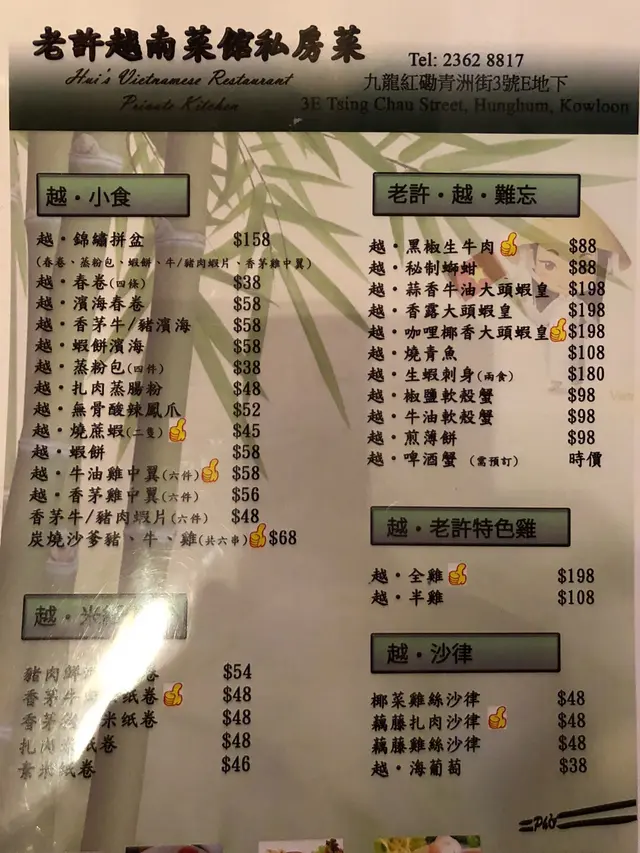 老許越南菜館私房菜
Hui's Vietnamese Restaurant
Private Kitchen
Tel: 2362 8817
九龍紅磡青洲街3號E地下
3E Tsing Chau Street, Hunghum, Kowloon
越・小食
越・錦繡拼盆 $158
(春卷、蒸粉包、蝦餅、牛/豬肉蝦片、香茅雞中翼)
越・春卷(四條) $38
越・濱海春卷 $58
越・香茅牛/豬濱海 $58
越・蝦餅濱海 $58
越・蒸粉包(四件) $38
越・扎肉蒸腸粉 $48
越・無骨酸辣鳳爪 $52
越・燒蔗蝦(二隻) $45
越・蝦餅 $58
越・牛油雞中翼(六件) $58
越・香茅雞中翼(六件) $56
香茅牛/豬肉蝦片(六件) $48
炭燒沙爹豬、牛、雞(共六串) $68
越・米
豬肉鮮 卷 $54
香茅牛 米纸卷 $48
香茅 米纸卷 $48
扎肉 紙卷 $48
素米紙卷 $46
老許・越・難忘
越・黑椒生牛肉 $88
越・秘制螄蚶 $88
越・蒜香牛油大頭蝦皇 $198
越・香露大頭蝦皇 $198
越・咖哩椰香大頭蝦皇 $198
越・燒青魚 $108
越・生蝦刺身(兩食) $180
越・椒鹽軟殼蟹 $98
越・牛油軟殼蟹 $98
越・煎薄餅 $98
越・啤酒蟹 (需預訂) 時價
越・老許特色雞
越・全雞 $198
越・半雞 $108
越・沙律
椰菜雞絲沙律 $48
藕藤扎肉沙律 $48
藕藤雞絲沙律 $48
越・海葡萄 $38
Phở